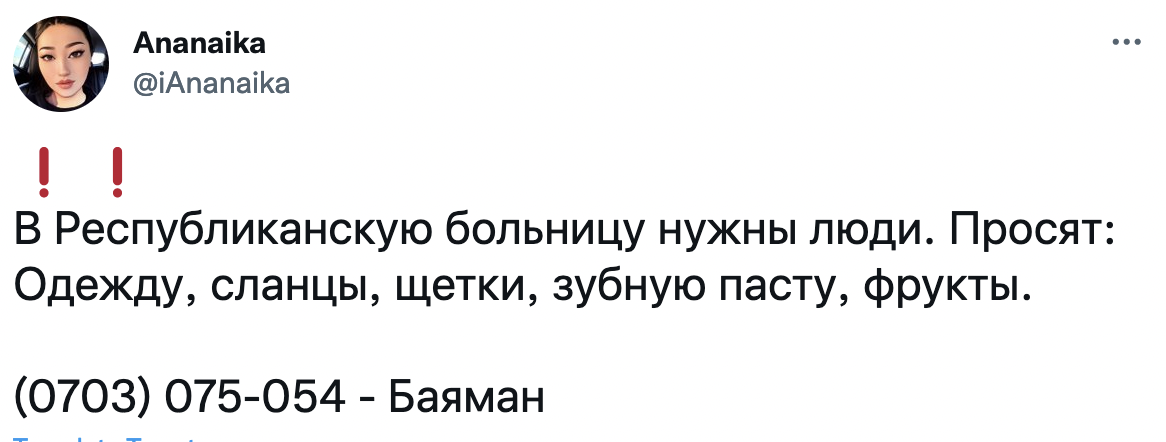 Ananaika
@iAnanaika
❗ ❗
В Республиканскую больницу нужны люди. Просят:
Одежду, сланцы, щетки, зубную пасту, фрукты.
(0703) 075-054 - Баяман